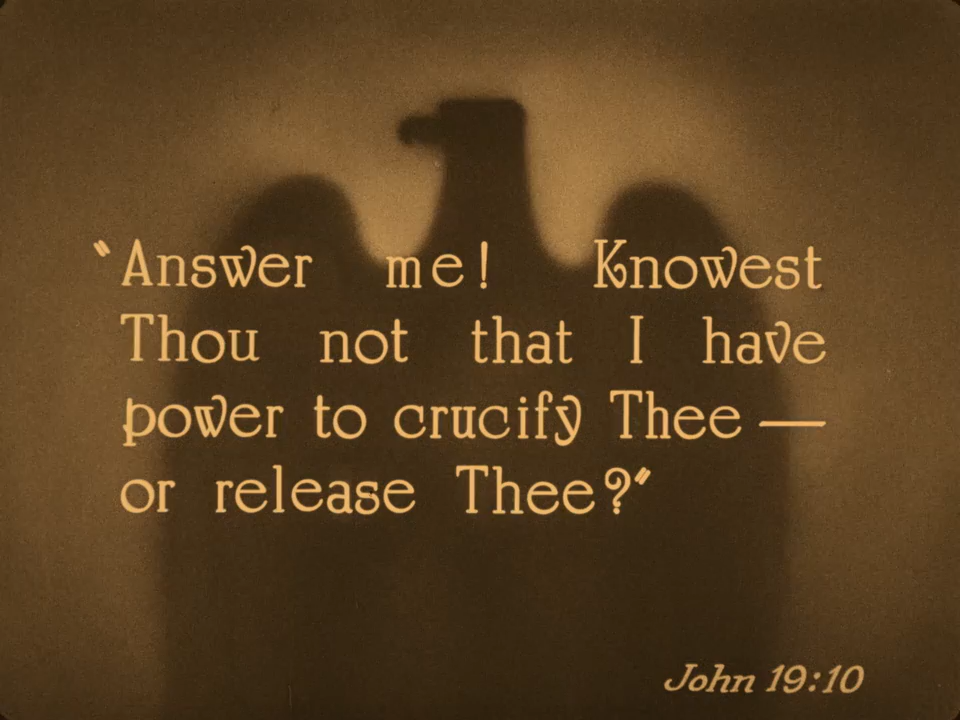 "Answer me! Knowest
Thou not that I have
power to crucify Thee —
or release Thee?"
John 19:10